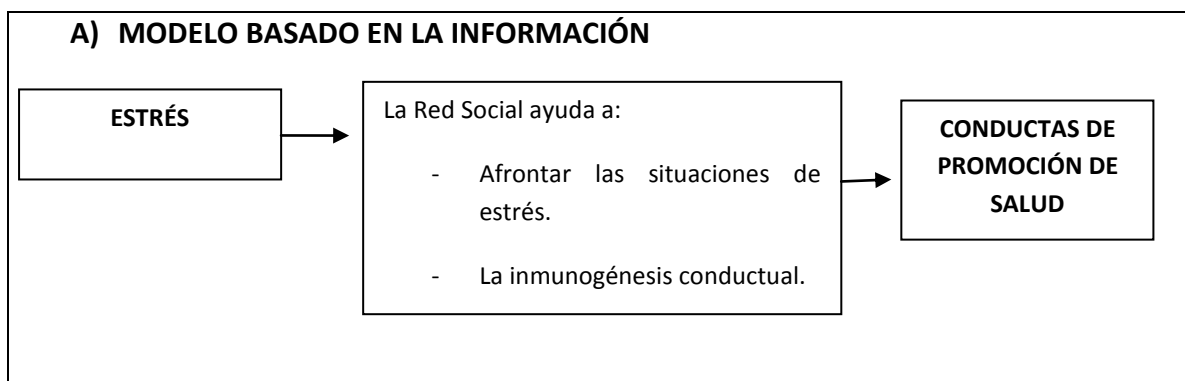 A) MODELO BASADO EN LA INFORMACIÓN
ESTRÉS
La Red Social ayuda a:
- Afrontar las situaciones de
estrés.
- La inmunogénesis conductual.
CONDUCTAS DE
PROMOCIÓN DE
SALUD